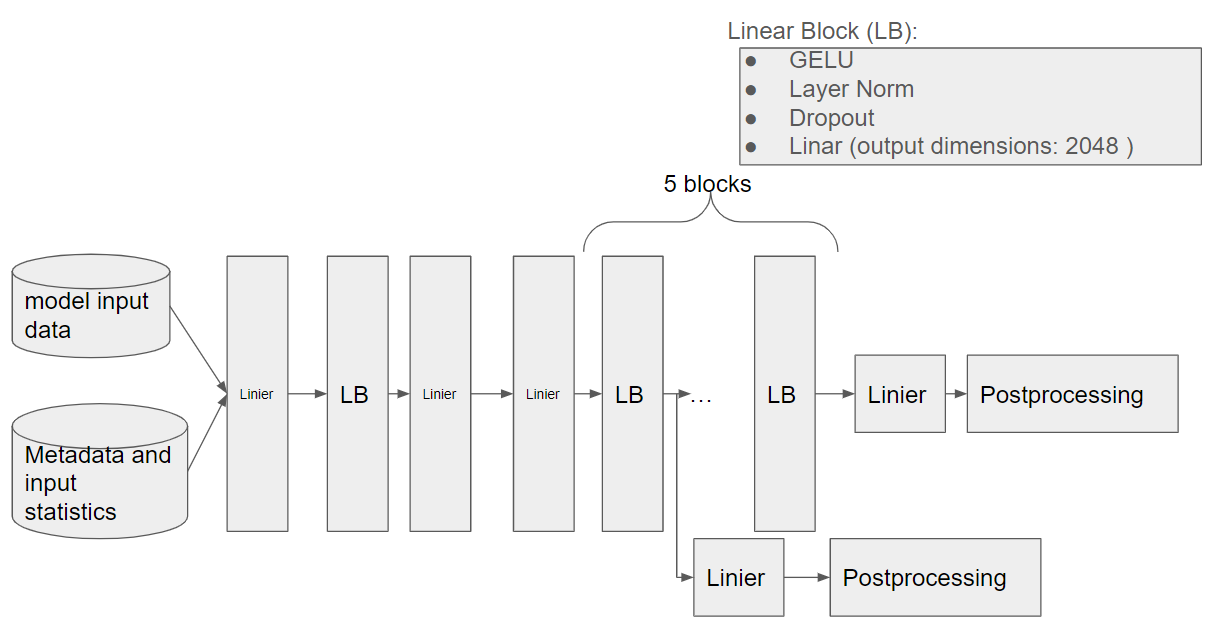 Linear Block (LB):
● GELU
● Layer Norm
● Dropout
● Linar (output dimensions: 2048 )
5 blocks
model input
data
Metadata and
input
statistics
Linier
LB
Linier
Linier
LB
...
LB
Linier
Postprocessing
Linier
Postprocessing